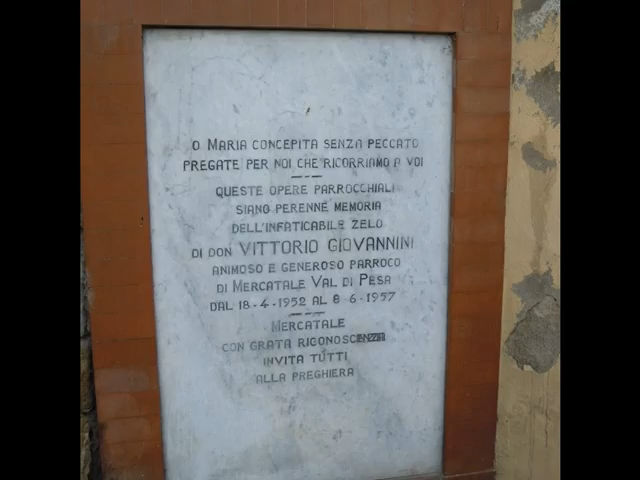 O MARIA CONCEPITA SENZA PECCATO
PREGATE PER NOI CHE RICORRIAMO A VOI
QUESTE OPERE PARROCCHIALI
SIANO PERENNE MEMORIA
DELL'INFATICABILE ZELO
DI DON VITTORIO GIOVANNINI
ANIMOSO E GENEROSO PARROCO
DI MERCATALE VAL DI PESA
DAL 18-4-1952 AL 8-6-1957
MERCATALE
CON GRATA RICONOSCENZA
INVITA TUTTI
ALLA PREGHIERA